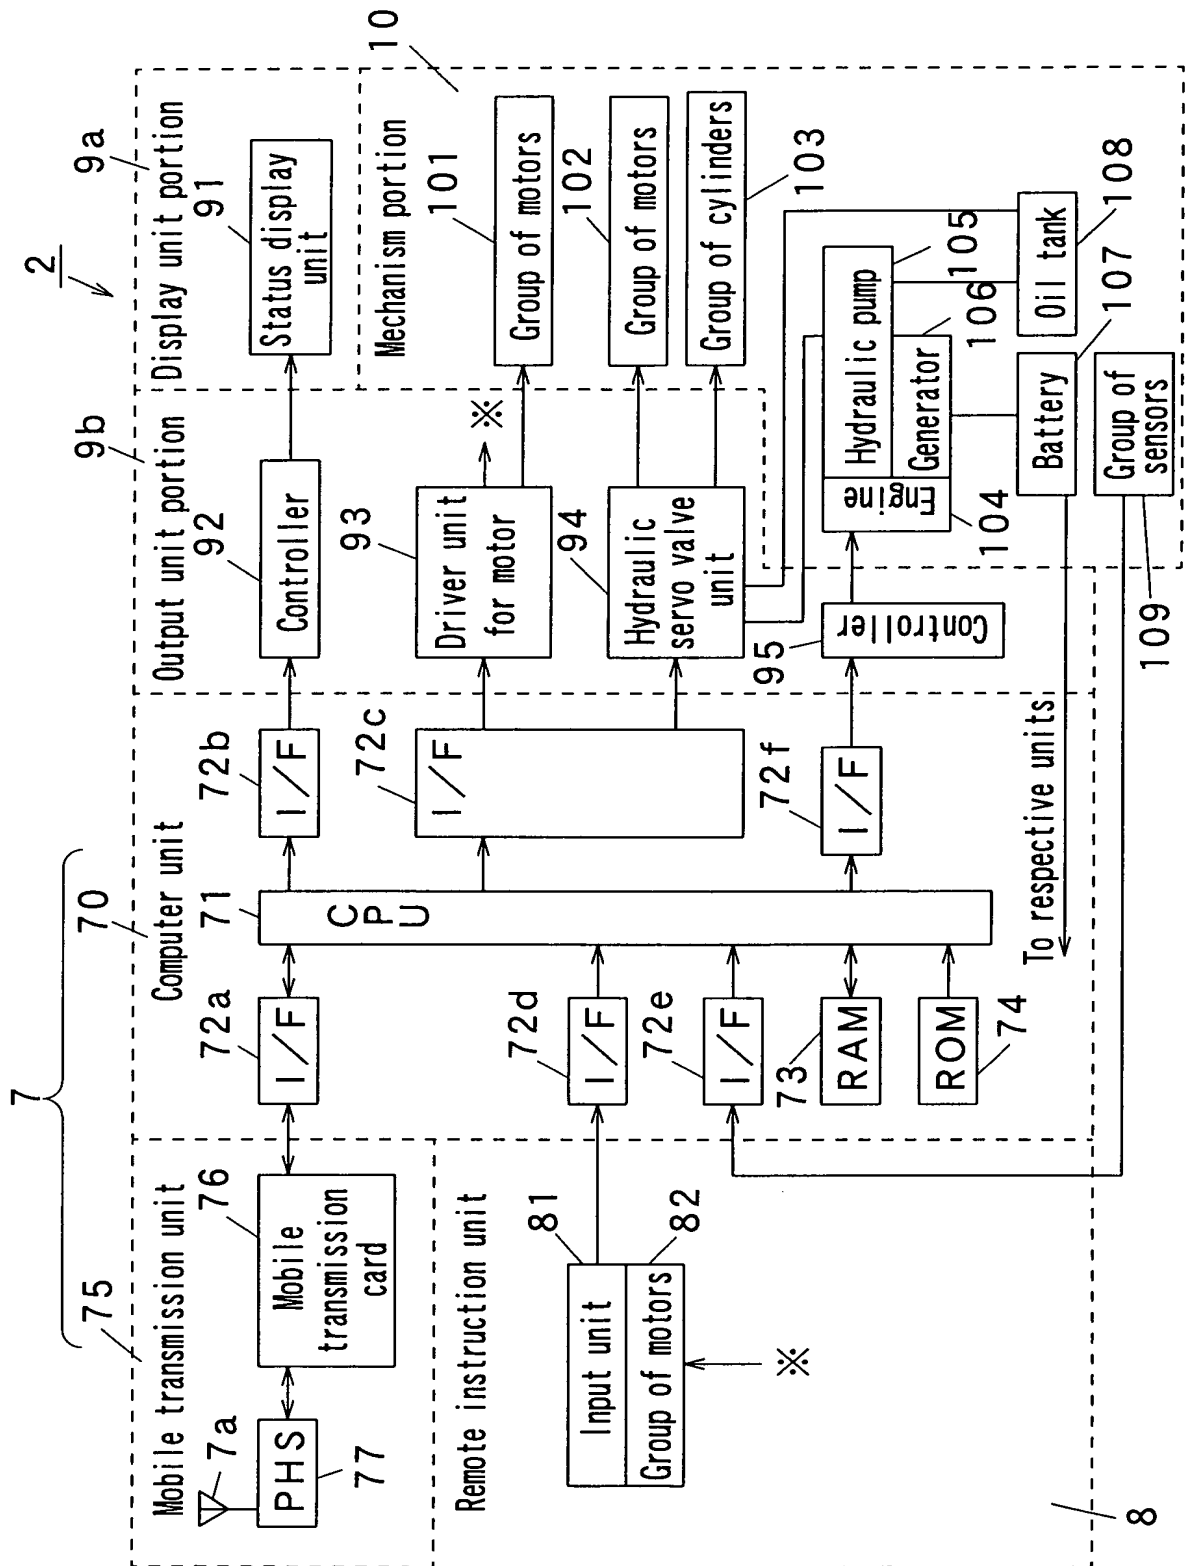 2
7
75
Mobile transmission unit
7a
PHS
77
76
Mobile
transmission
card
70
Computer unit
72a
I/F
71
CPU
72b
I/F
72c
I/F
72d
I/F
72e
I/F
72f
I/F
73
RAM
ROM
74
To respective units
9b
Output unit portion
92
Controller
93
Driver unit
for motor
※
94
Hydraulic
servo valve
unit
95
Controller
9a
Display unit portion
91
Status display
unit
10
Mechanism portion
101
Group of motors
102
Group of motors
Group of cylinders
103
Engine
104
Hydraulic pump
105
Generator
106
Oil tank
108
Battery
107
Group of
sensors
109
Remote instruction unit
81
Input unit
82
Group of motors
※
8